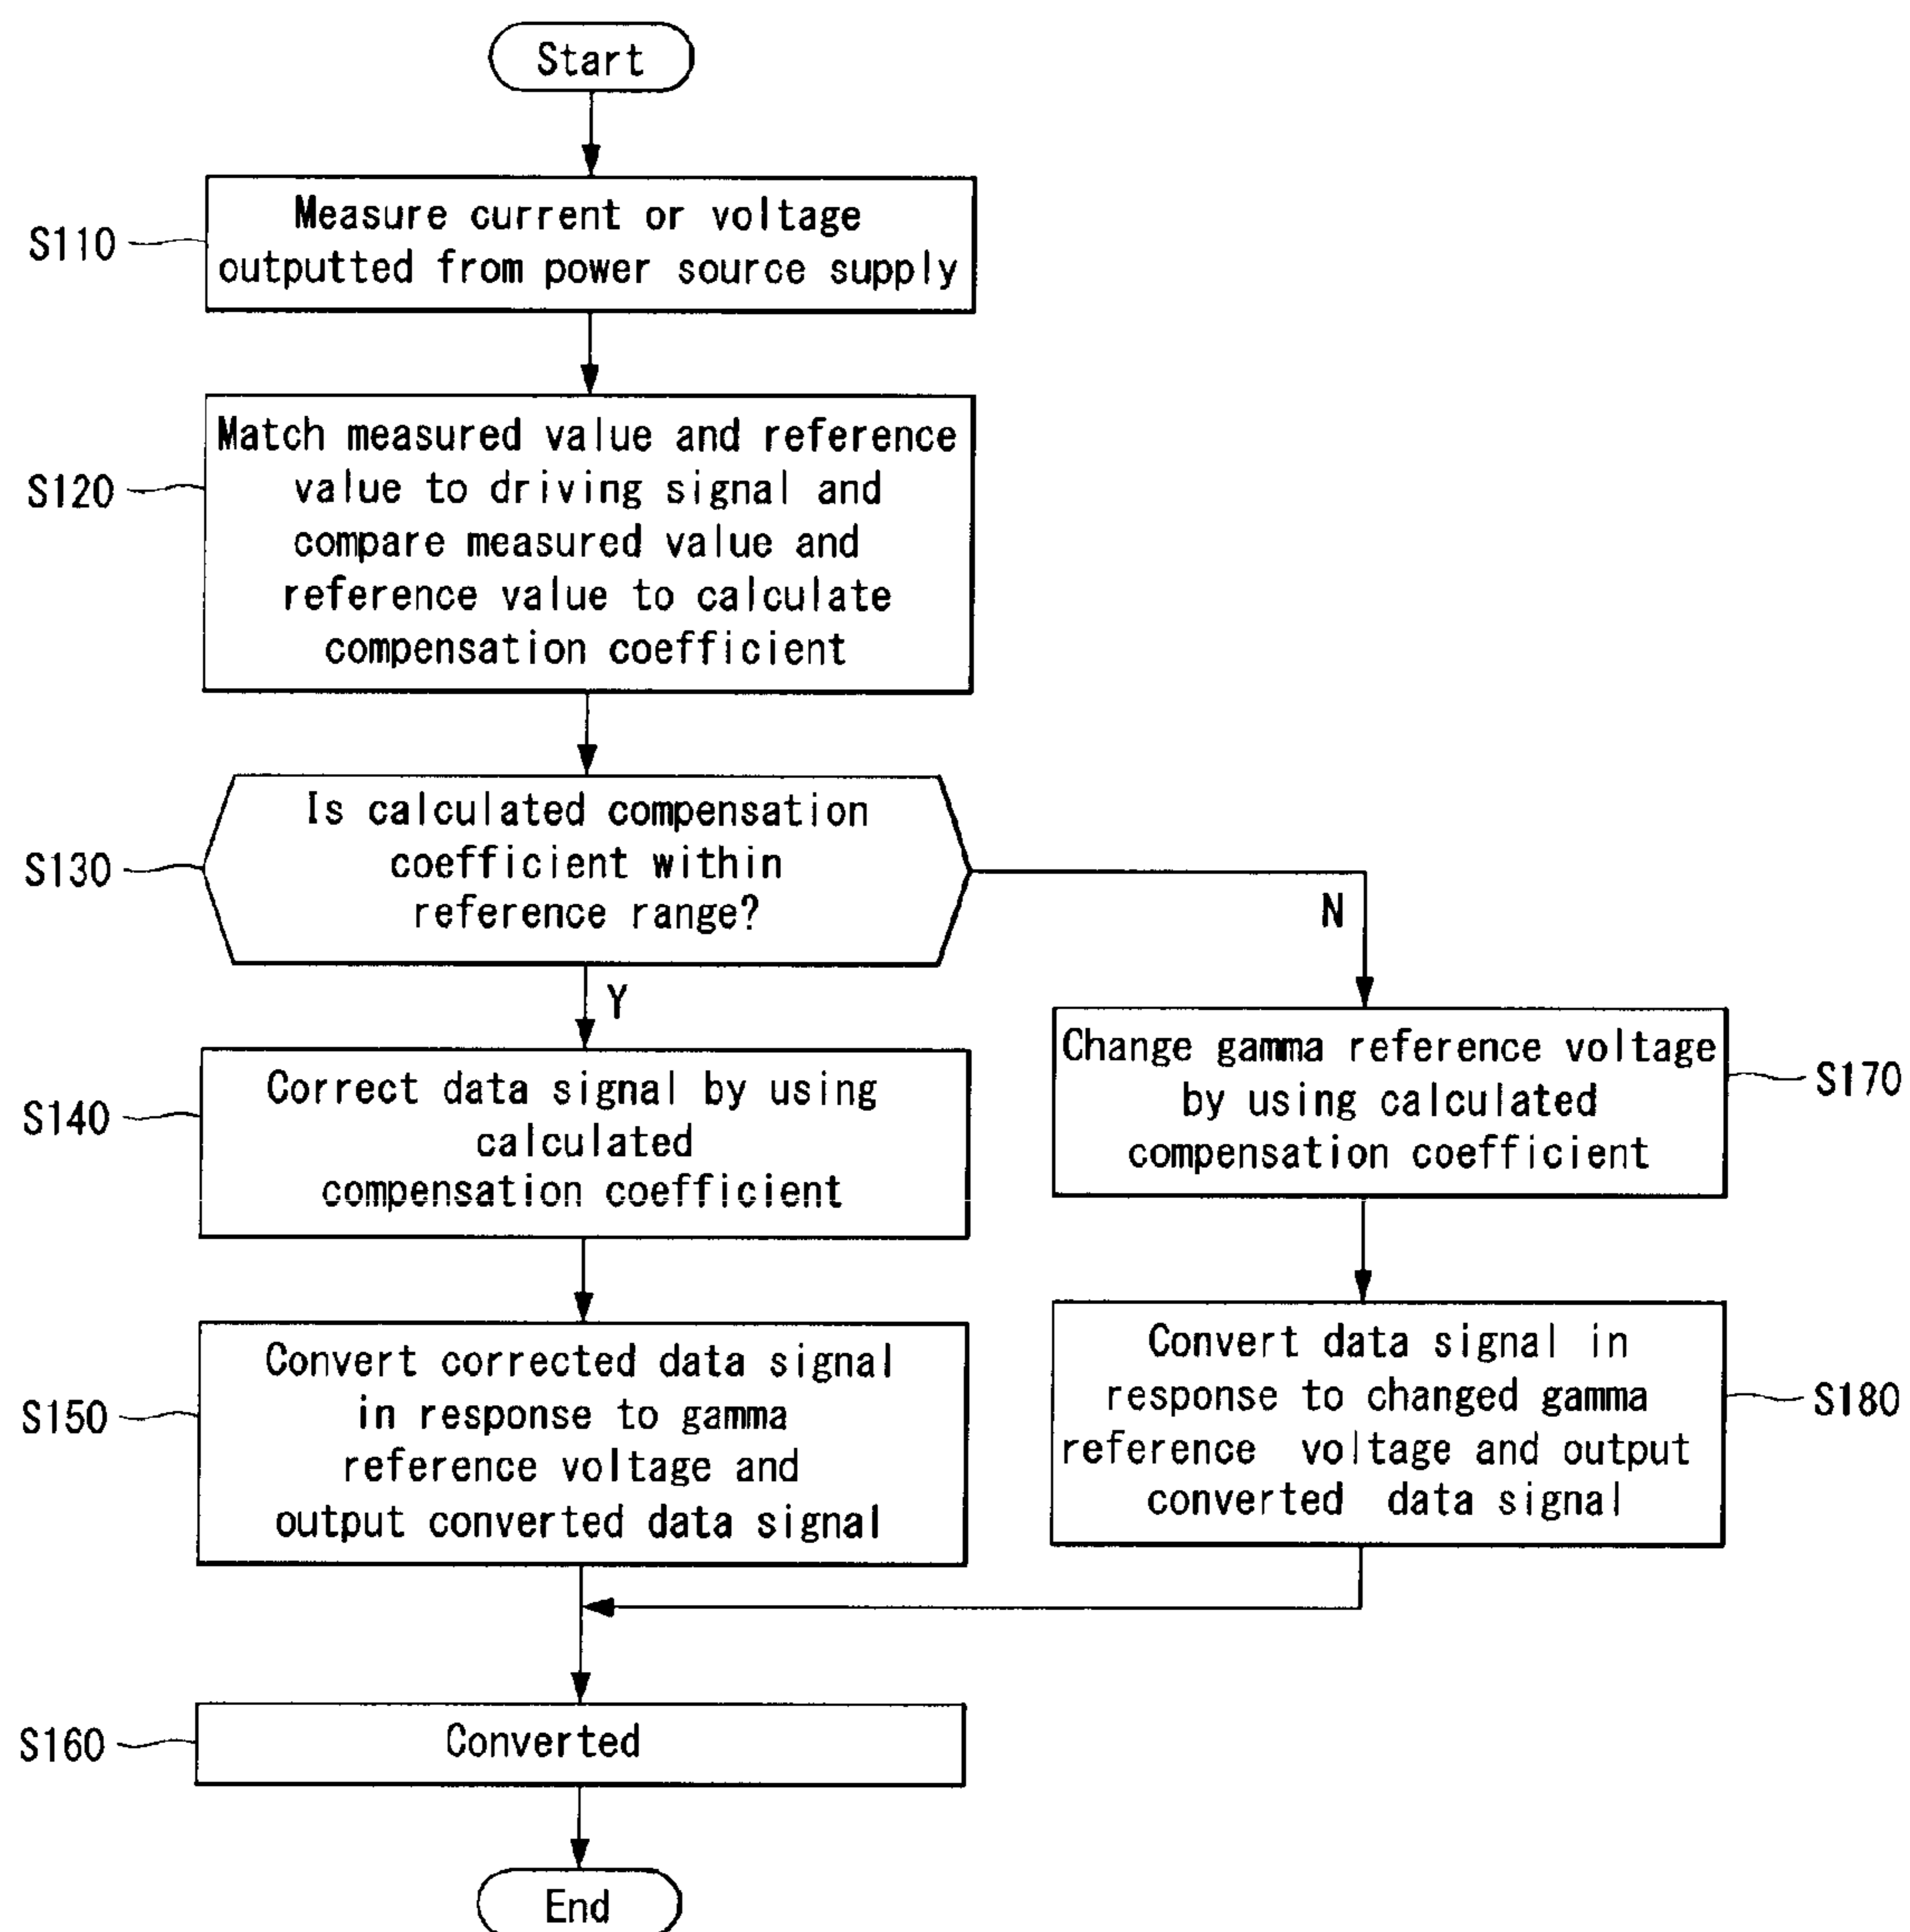 Start
S110
Measure current or voltage
outputted from power source supply
S120
Match measured value and reference
value to driving signal and
compare measured value and
reference value to calculate
compensation coefficient
S130
Is calculated compensation
coefficient within
reference range?
N
Y
S140
Correct data signal by using
calculated
compensation coefficient
Change gamma reference voltage
by using calculated
compensation coefficient
S170
S150
Convert corrected data signal
in response to gamma
reference voltage and
output converted data signal
Convert data signal in
response to changed gamma
reference voltage and output
converted data signal
S180
S160
Converted
End